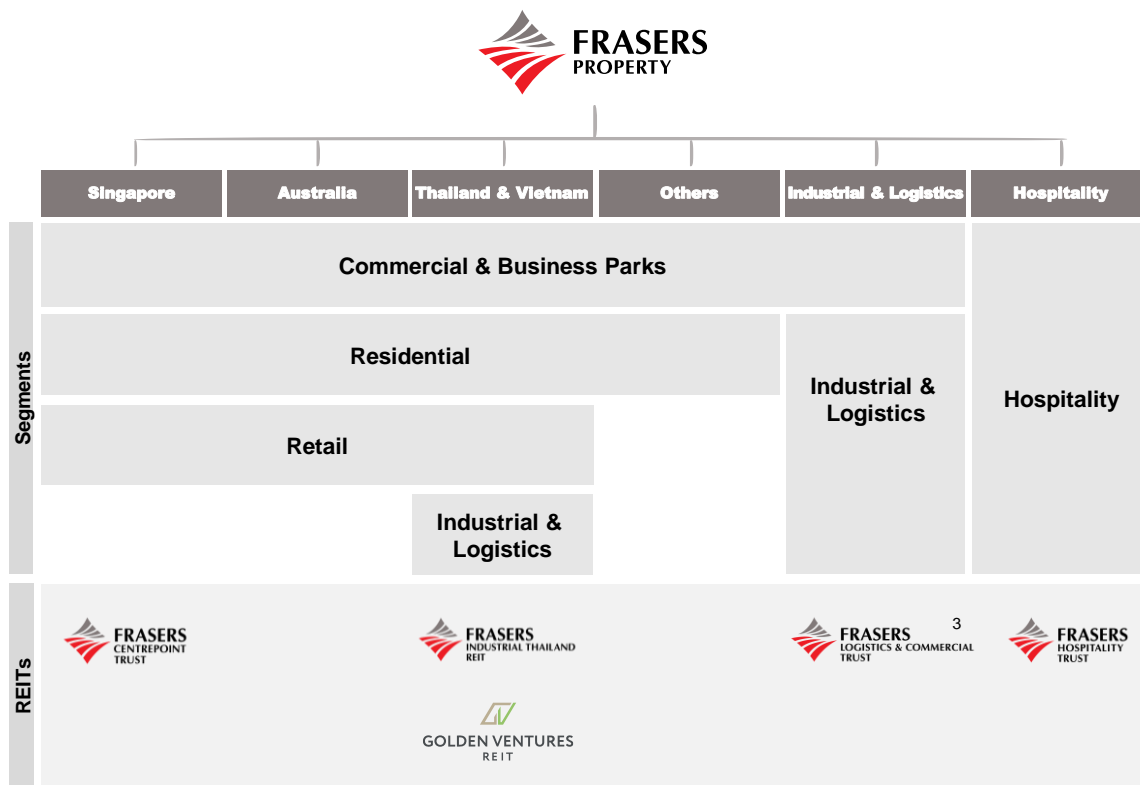 FRASERS
PROPERTY
Singapore
Australia
Thailand & Vietnam
Others
Industrial & Logistics
Hospitality
Segments
Commercial & Business Parks
Residential
Industrial &
Logistics
Hospitality
Retail
Industrial &
Logistics
REITs
FRASERS
CENTREPOINT
TRUST
FRASERS
INDUSTRIAL THAILAND
REIT
FRASERS
LOGISTICS & COMMERCIAL
TRUST
3
FRASERS
HOSPITALITY
TRUST
GOLDEN VENTURES
REIT